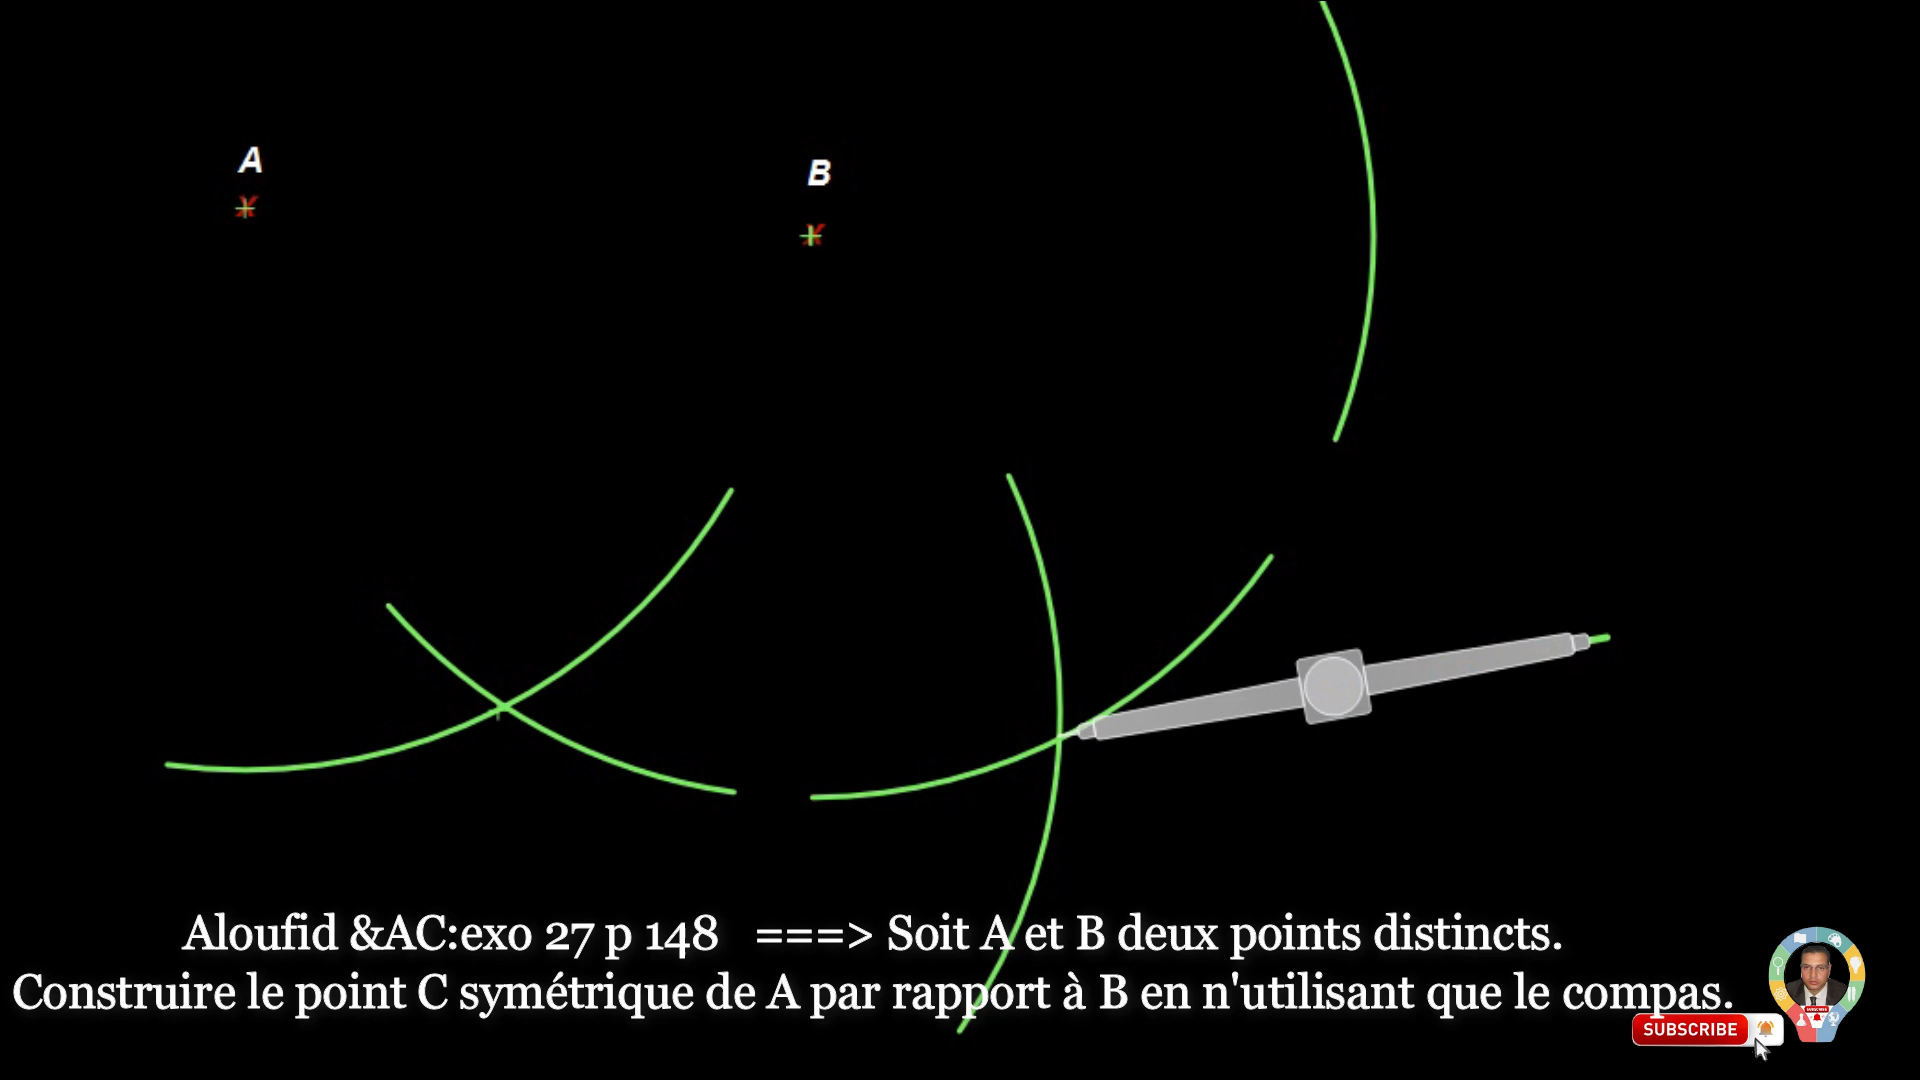 A
B
Aloufid &AC:exo 27 p 148 ===> Soit A et B deux points distincts.
Construire le point C symétrique de A par rapport à B en n'utilisant que le compas.
SUBSCRIBE